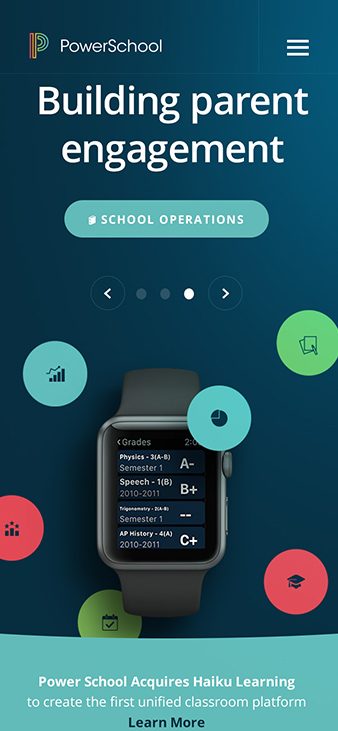 PowerSchool
Building parent
engagement
SCHOOL OPERATIONS
Grades
Physics - 3(A-B)
Semester 1
A-
Speech - 1(B)
2010-2011
B+
Trigonometry - 2(A-B)
Semester 1
--
AP History - 4(A)
2010-2011
C+
Power School Acquires Haiku Learning
to create the first unified classroom platform
Learn More